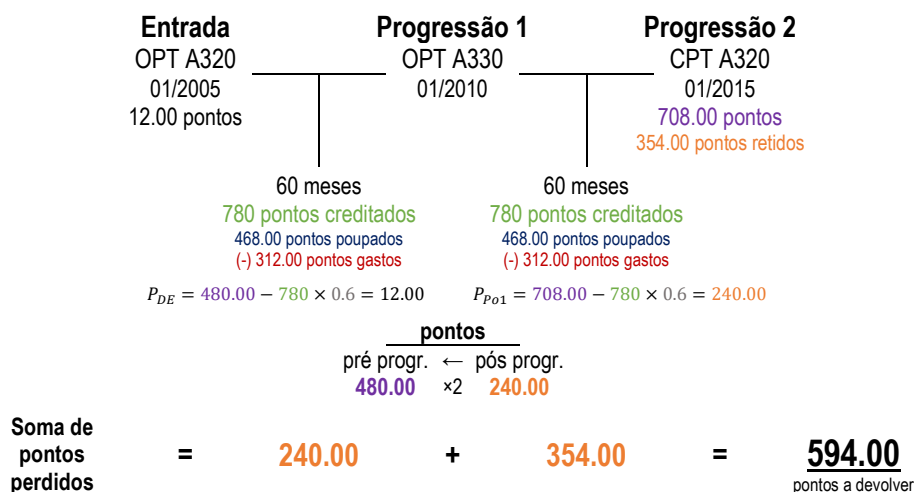 Entrada Progressão 1 Progressão 2
OPT A320 OPT A330 CPT A320
01/2005 01/2010 01/2015
12.00 pontos 708.00 pontos
354.00 pontos retidos
60 meses 60 meses
780 pontos creditados 780 pontos creditados
468.00 pontos poupados 468.00 pontos poupados
(-) 312.00 pontos gastos (-) 312.00 pontos gastos
P_DE = 480.00 − 780 × 0.6 = 12.00 P_Po1 = 708.00 − 780 × 0.6 = 240.00
pontos
pré progr. ← pós progr.
480.00 ×2 240.00
Soma de
pontos = 240.00 + 354.00 = 594.00
perdidos pontos a devolver